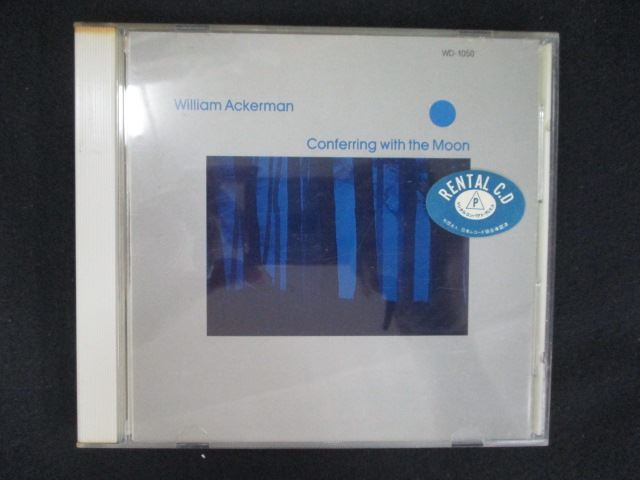 WD-1050
William Ackerman
Conferring with the Moon
RENTAL C.D
P